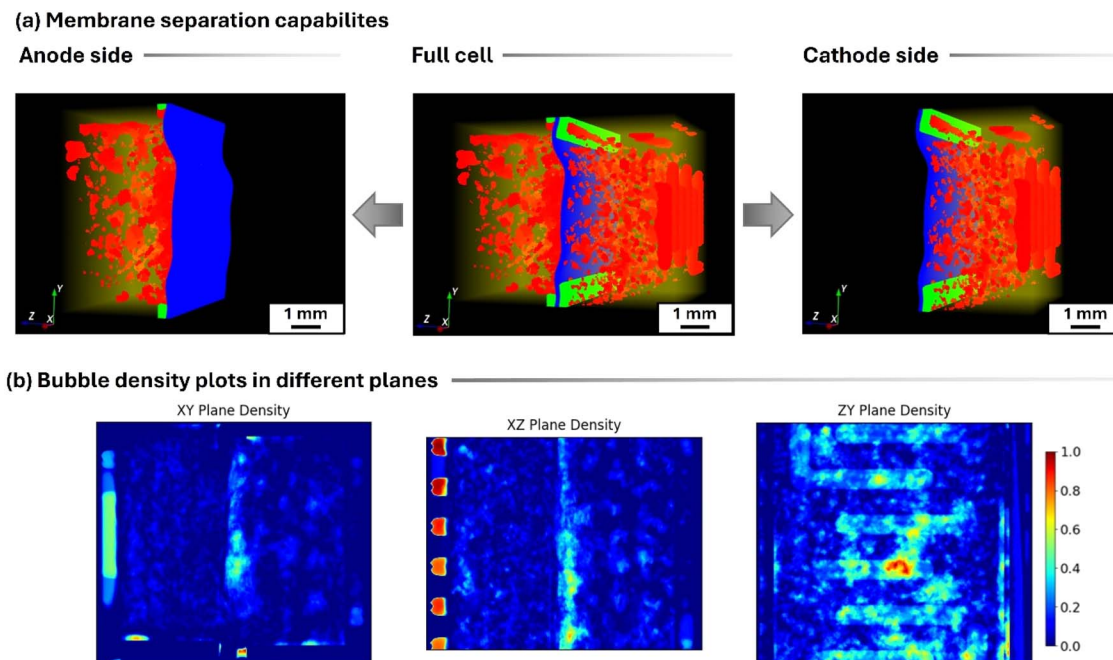 (a) Membrane separation capabilites
Anode side
Full cell
Cathode side
Y
Z
X
1 mm
Y
Z
X
1 mm
Y
Z
X
1 mm
(b) Bubble density plots in different planes
XY Plane Density
XZ Plane Density
ZY Plane Density
1.0
0.8
0.6
0.4
0.2
0.0